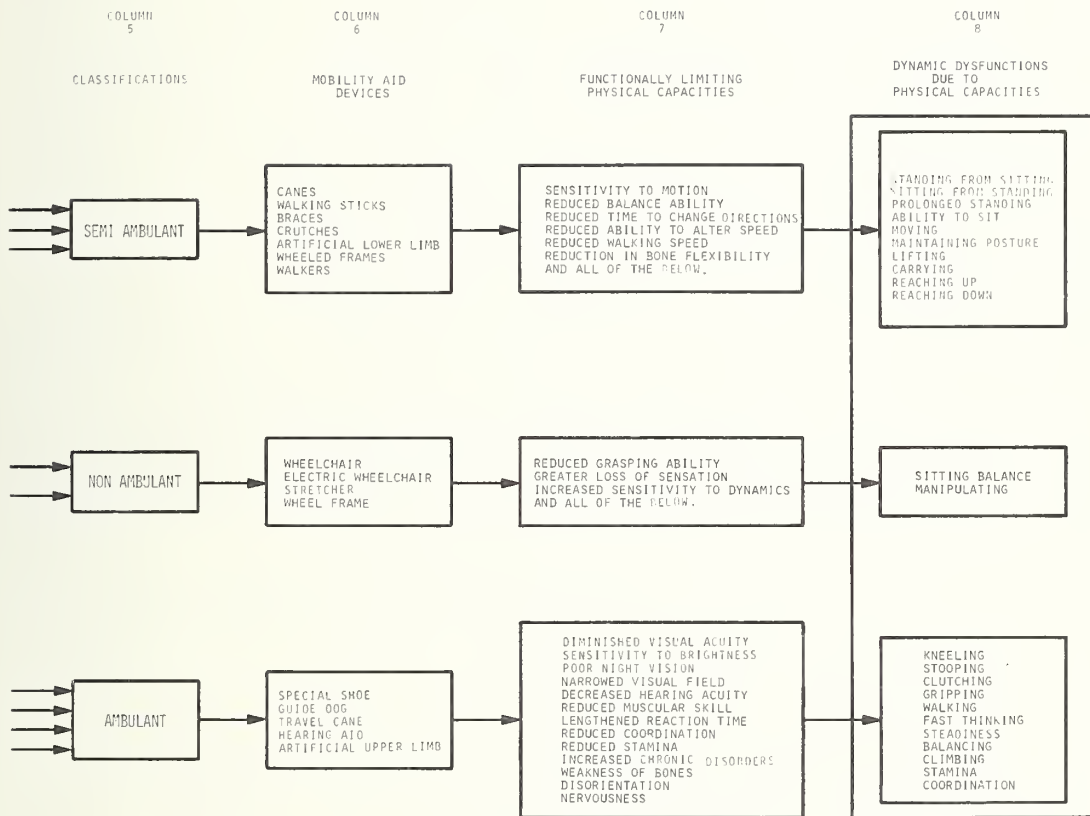 COLUMN
5
COLUMN
6
COLUMN
7
COLUMN
8
CLASSIFICATIONS
MOBILITY AID
DEVICES
FUNCTIONALLY LIMITING
PHYSICAL CAPACITIES
DYNAMIC DYSFUNCTIONS
DUE TO
PHYSICAL CAPACITIES
SEMI AMBULANT
CANES
WALKING STICKS
BRACES
CRUTCHES
ARTIFICIAL LOWER LIMB
WHEELED FRAMES
WALKERS
SENSITIVITY TO MOTION
REDUCED BALANCE ABILITY
REDUCED TIME TO CHANGE DIRECTIONS
REDUCED ABILITY TO ALTER SPEED
REDUCED WALKING SPEED
REDUCTION IN BONE FLEXIBILITY
AND ALL OF THE BELOW.
STANDING FROM SITTING
SITTING FROM STANDING
PROLONGED STANDING
ABILITY TO SIT
MOVING
MAINTAINING POSTURE
LIFTING
CARRYING
REACHING UP
REACHING DOWN
NON AMBULANT
WHEELCHAIR
ELECTRIC WHEELCHAIR
STRETCHER
WHEEL FRAME
REDUCED GRASPING ABILITY
GREATER LOSS OF SENSATION
INCREASED SENSITIVITY TO DYNAMICS
AND ALL OF THE BELOW.
SITTING BALANCE
MANIPULATING
AMBULANT
SPECIAL SHOE
GUIDE DOG
TRAVEL CANE
HEARING AID
ARTIFICIAL UPPER LIMB
DIMINISHED VISUAL ACUITY
SENSITIVITY TO BRIGHTNESS
POOR NIGHT VISION
NARROWED VISUAL FIELD
DECREASED HEARING ACUITY
REDUCED MUSCULAR SKILL
LENGTHENED REACTION TIME
REDUCED COORDINATION
REDUCED STAMINA
INCREASED CHRONIC DISORDERS
WEAKNESS OF BONES
DISORIENTATION
NERVOUSNESS
KNEELING
STOOPING
CLUTCHING
GRIPPING
WALKING
FAST THINKING
STEADINESS
BALANCING
CLIMBING
STAMINA
COORDINATION